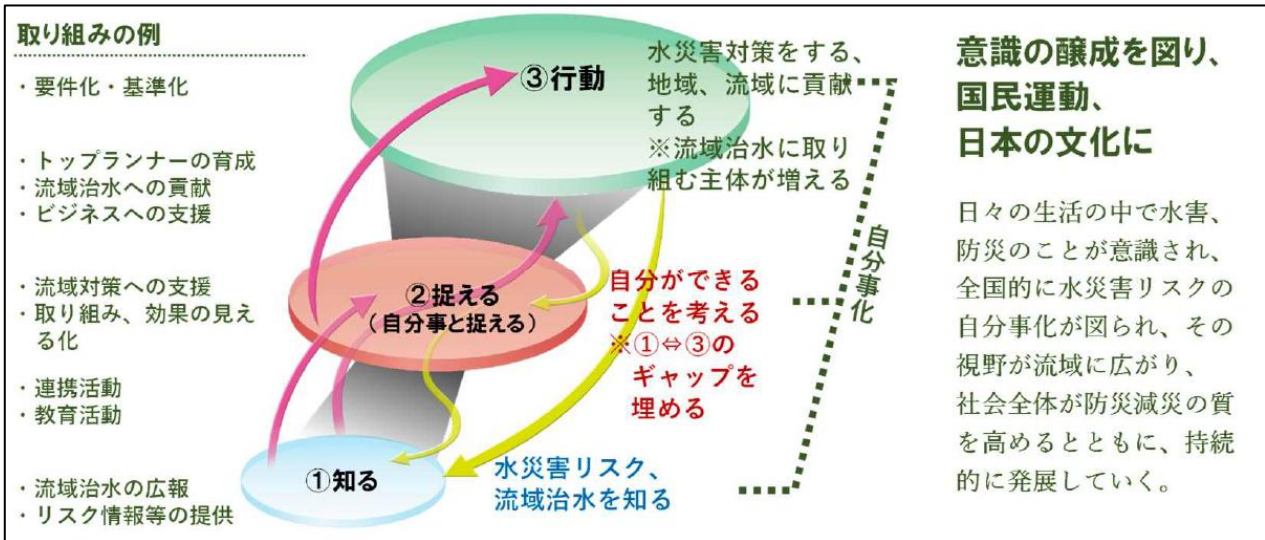 取り組みの例
・要件化・基準化
・トップランナーの育成
・流域治水への貢献
・ビジネスへの支援
・流域対策への支援
・取り組み、効果の見え
る化
・連携活動
・教育活動
・流域治水の広報
・リスク情報等の提供
③行動
水災害対策をする、
地域、流域に貢献
する
※流域治水に取り
組む主体が増える
②捉える
（自分事と捉える）
自分ができる
ことを考える
※①⇔③の
ギャップを
埋める
①知る
水災害リスク、
流域治水を知る
自分事化
意識の醸成を図り、
国民運動、
日本の文化に
日々の生活の中で水害、
防災のことが意識され、
全国的に水災害リスクの
自分事化が図られ、その
視野が流域に広がり、
社会全体が防災減災の質
を高めるとともに、持続
的に発展していく。